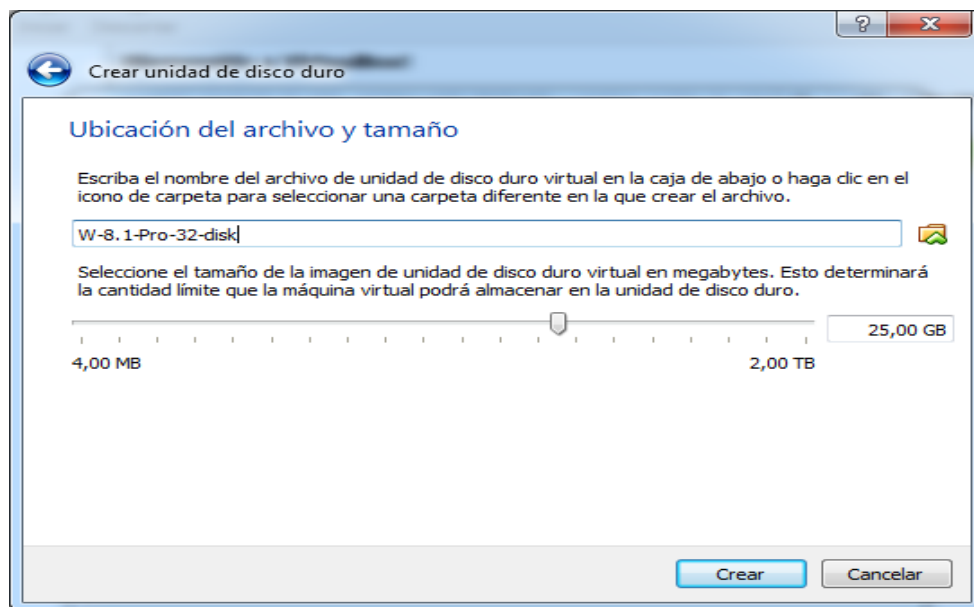 Crear unidad de disco duro
Ubicación del archivo y tamaño
Escriba el nombre del archivo de unidad de disco duro virtual en la caja de abajo o haga clic en el
icono de carpeta para seleccionar una carpeta diferente en la que crear el archivo.
W-8.1-Pro-32-disk
Seleccione el tamaño de la imagen de unidad de disco duro virtual en megabytes. Esto determinará
la cantidad límite que la máquina virtual podrá almacenar en la unidad de disco duro.
25,00 GB
4,00 MB
2,00 TB
Crear
Cancelar